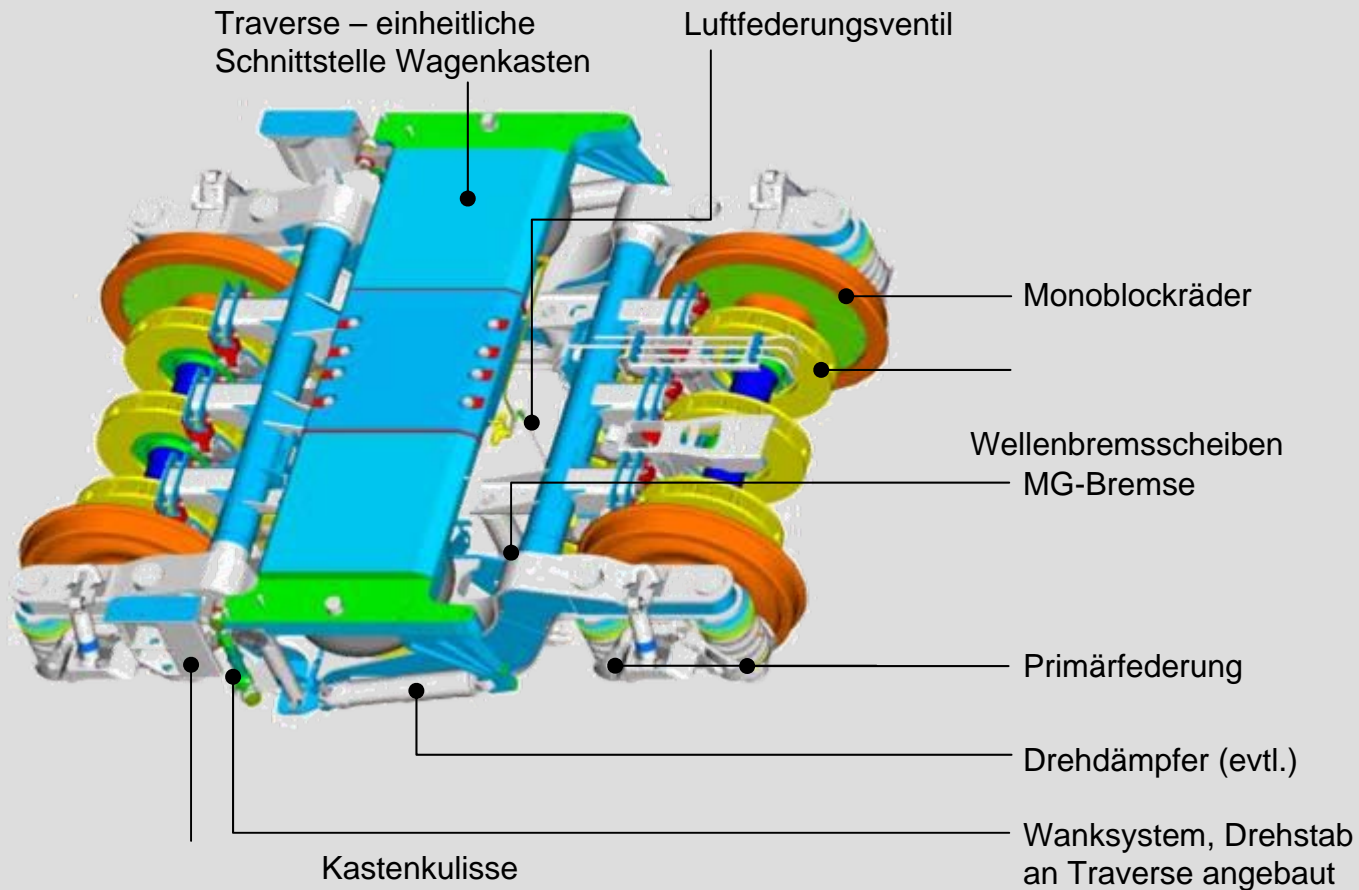 Traverse – einheitliche
Schnittstelle Wagenkasten
Luftfederungsventil
Monoblockräder
Wellenbremsscheiben
MG-Bremse
Primärfederung
Drehdämpfer (evtl.)
Wanksystem, Drehstab
an Traverse angebaut
Kastenkulisse